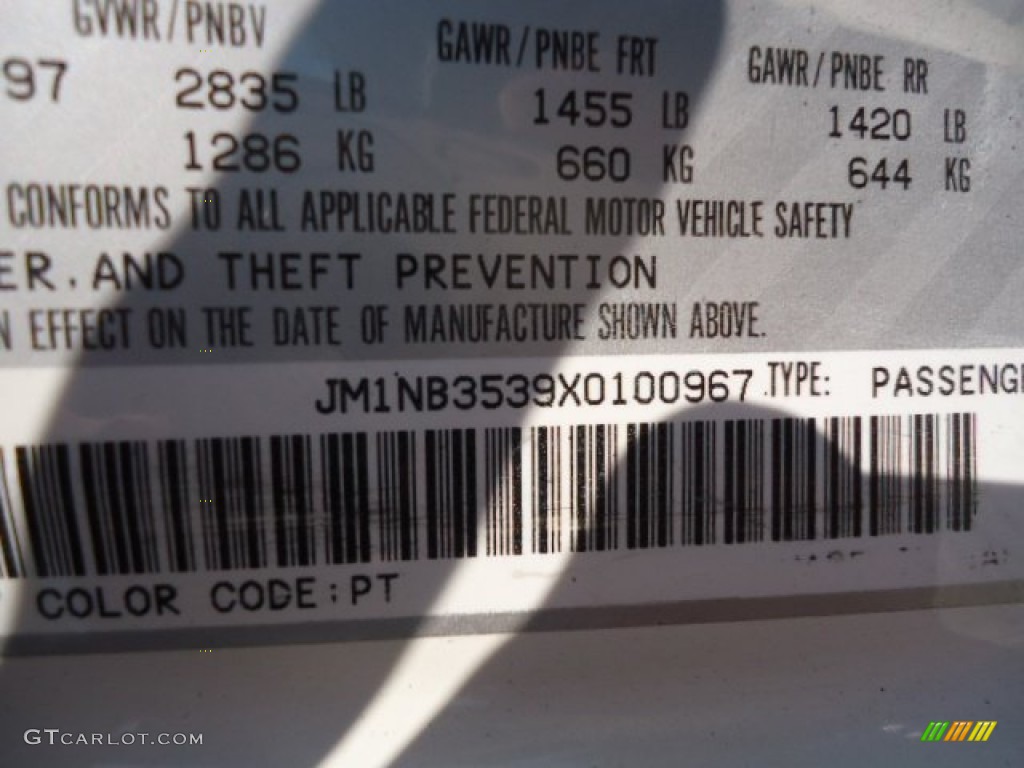 GVWR/PNBV GAWR/PNBE FRT GAWR/PNBE RR
97 2835 LB 1455 LB 1420 LB
1286 KG 660 KG 644 KG
CONFORMS TO ALL APPLICABLE FEDERAL MOTOR VEHICLE SAFETY
ER.AND THEFT PREVENTION
N EFFECT ON THE DATE OF MANUFACTURE SHOWN ABOVE.
JM1NB3539X0100967 TYPE: PASSENGE
COLOR CODE:PT
GTCARLOT.COM